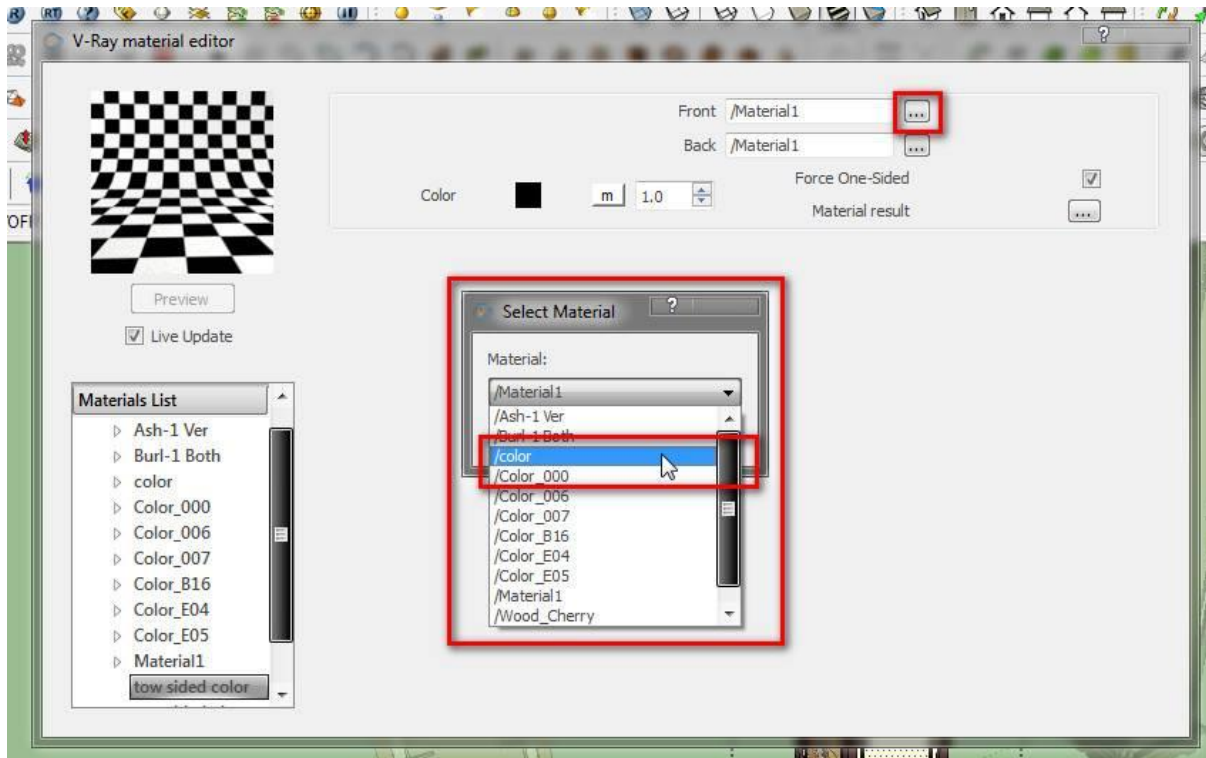 R RT
V-Ray material editor
?
Front /Material1 ...
Back /Material1 ...
Color m 1.0
Force One-Sided
Material result ...
Preview
Live Update
Select Material
?
Material:
/Material1
/Ash-1 Ver
/Burl-1 Both
/color
/Color_000
/Color_006
/Color_007
/Color_B16
/Color_E04
/Color_E05
/Material1
/Wood_Cherry
Materials List
Ash-1 Ver
Burl-1 Both
color
Color_000
Color_006
Color_007
Color_B16
Color_E04
Color_E05
Material1
tow sided color